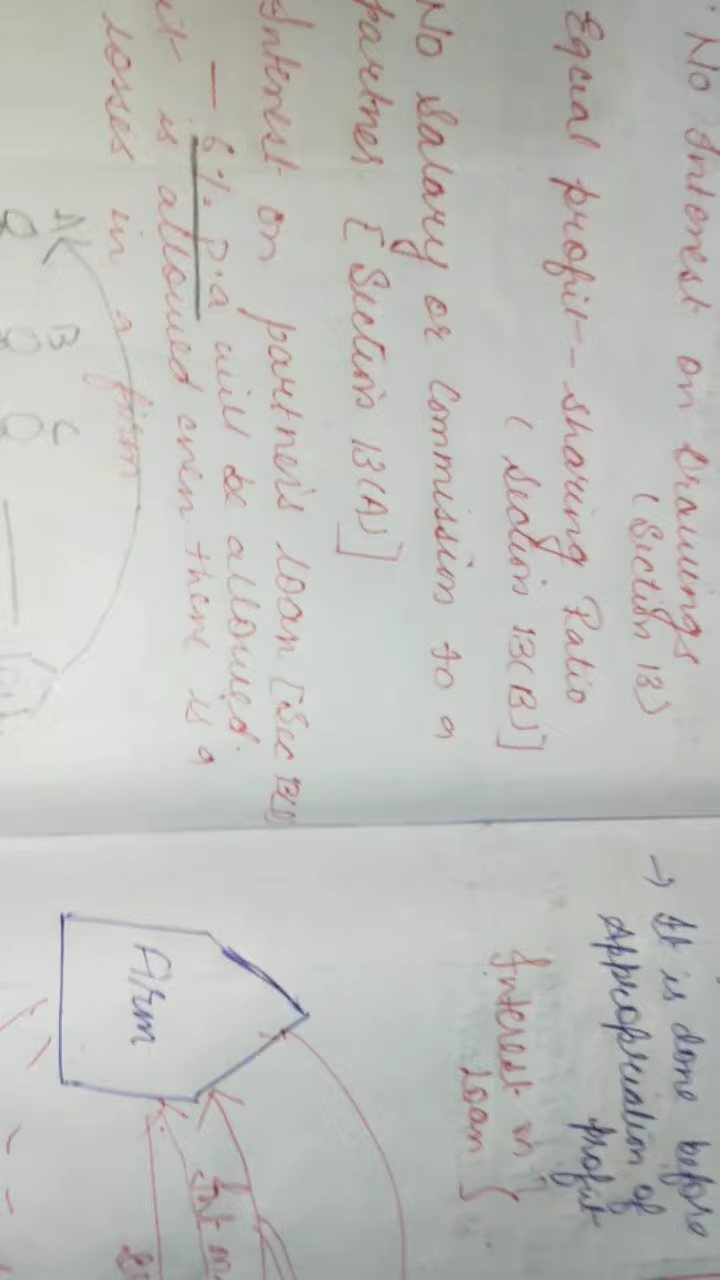 No Interest on Drawings
(Section 13)
Equal profit-sharing Ratio
(Section 13(B)]
No Salary or Commission to a
partner [Section 13(A)]
Interest on partner's loan [Sec 13(D)
- 6% p.a will be allowed.
it is allowed even there is a
losses in a firm
A B C
→ It is done before
appropriation of
profit
Interest on
Loan
Firm
Int